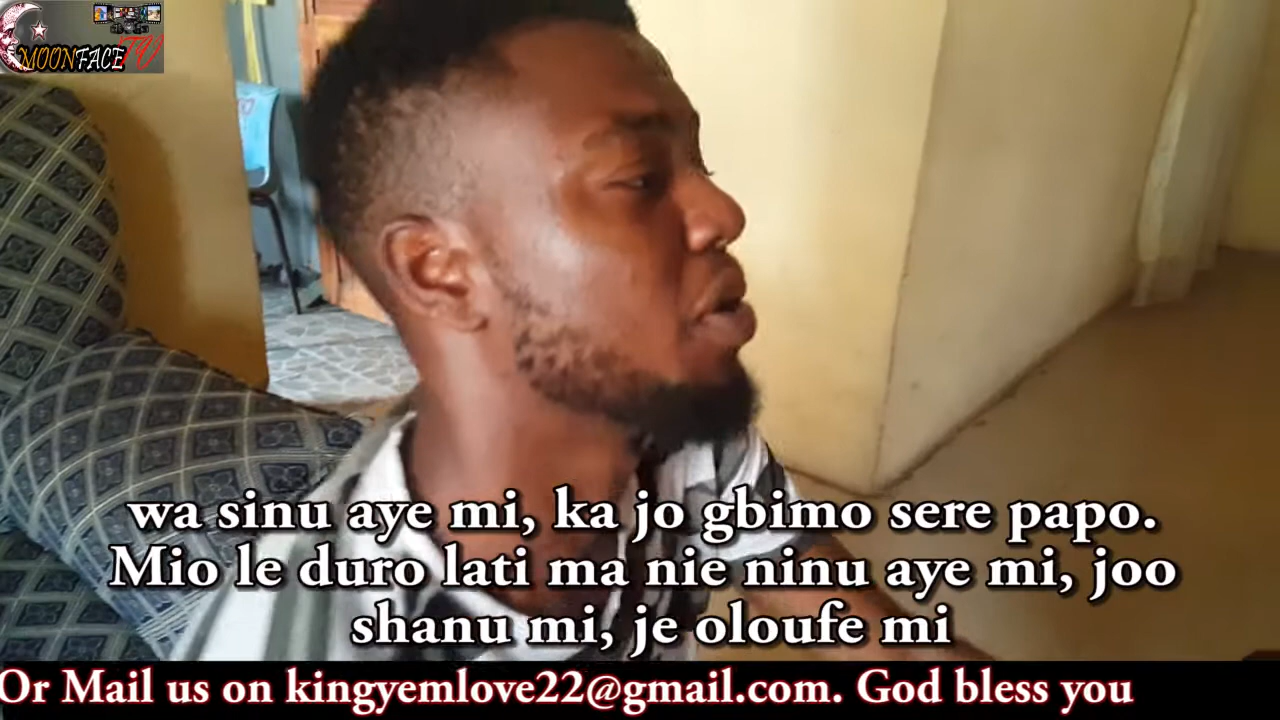 MOONFACE TV
wa sinu aye mi, ka jo gbimo sere papo.
Mio le duro lati ma nie ninu aye mi, joo
shanu mi, je oloufe mi
Or Mail us on kingyemlove22@gmail.com. God bless you